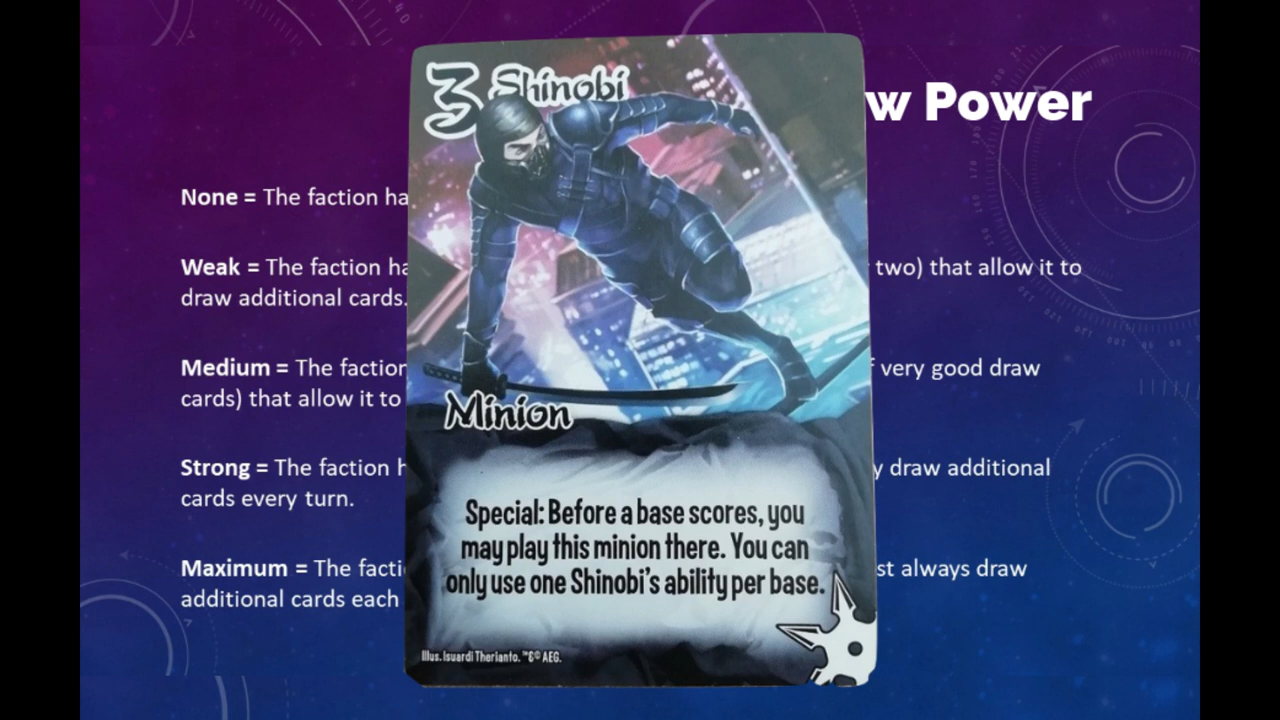 3 Shinobi
w Power
None = The faction ha
Weak = The faction ha
two) that allow it to
draw additional cards.
Medium = The faction
f very good draw
cards) that allow it to
Strong = The faction h
y draw additional
cards every turn.
Maximum = The facti
st always draw
additional cards each
Minion
Special: Before a base scores, you
may play this minion there. You can
only use one Shinobi's ability per base.
Illus. Isuardi Therianto. ™&© AEG.